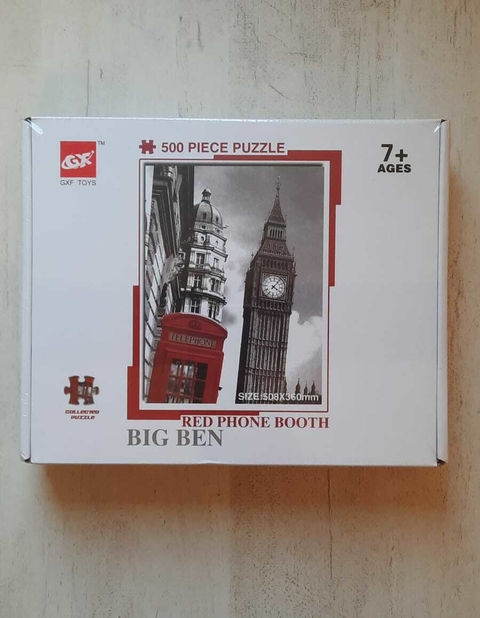 GXF
TM
GXF TOYS
500 PIECE PUZZLE
7+
AGES
TELEPHONE
SIZE:508X360mm
COLLECTED
PUZZLE
RED PHONE BOOTH
BIG BEN